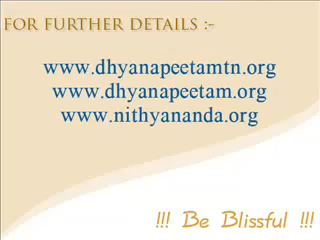 FOR FURTHER DETAILS :-
www.dhyanapeetamtn.org
www.dhyanapeetam.org
www.nithyananda.org
!!! Be Blissful !!!